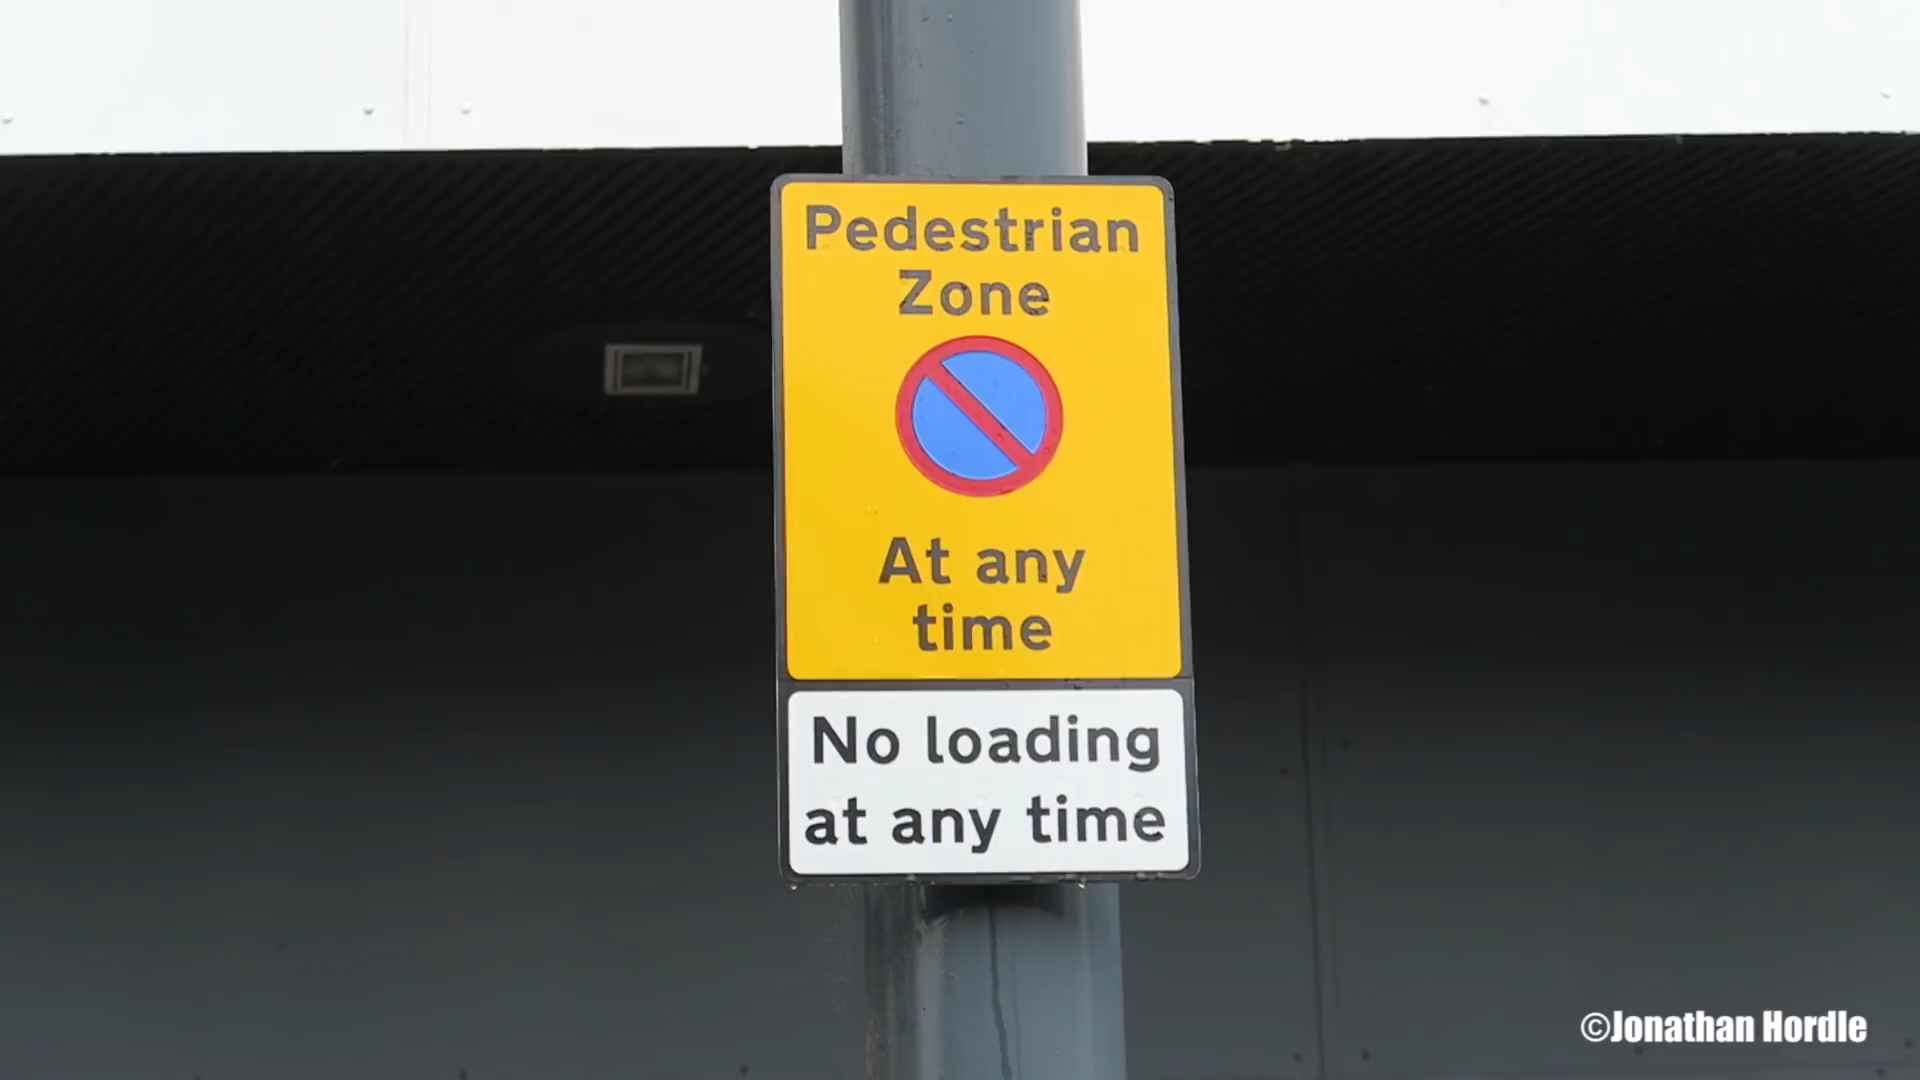 Pedestrian
Zone
At any
time
No loading
at any time
©Jonathan Hordle